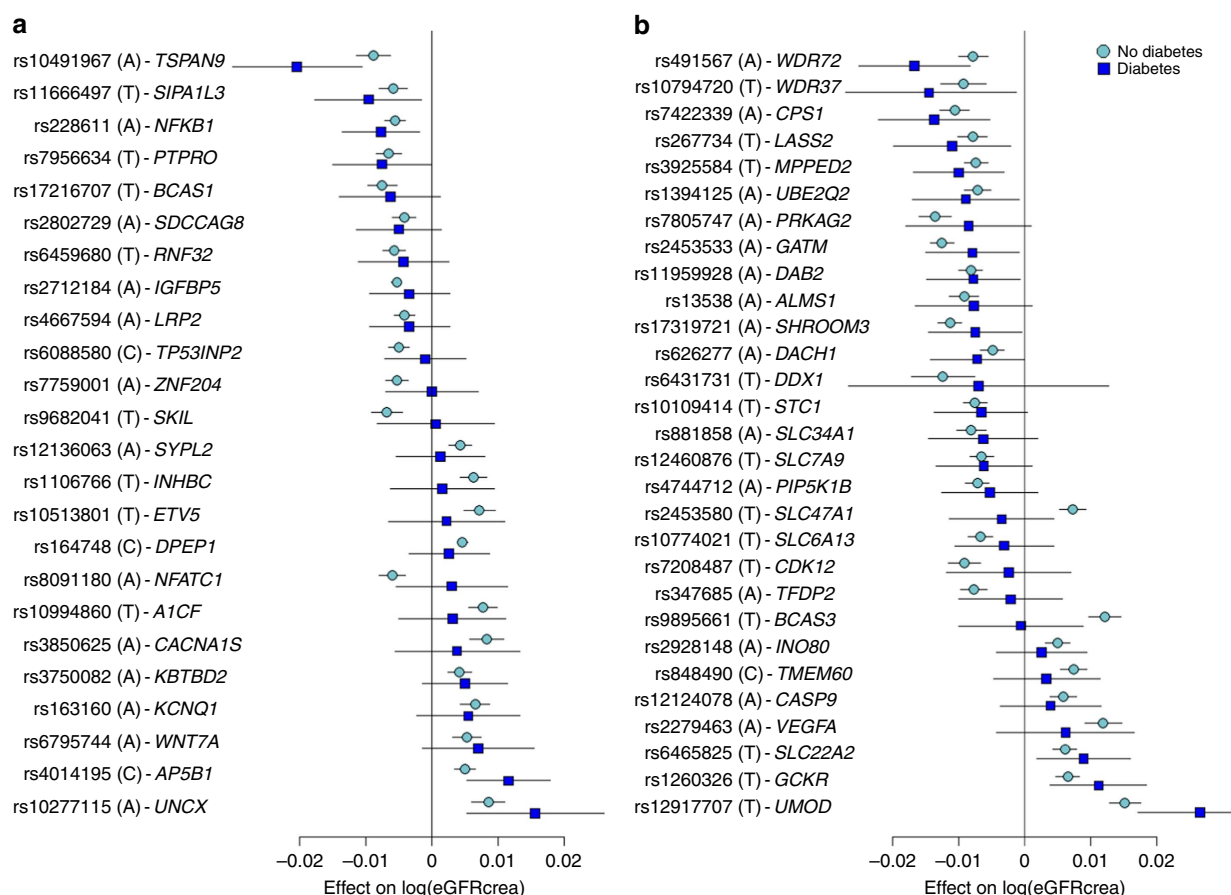 a
rs10491967 (A) - TSPAN9
rs11666497 (T) - SIPA1L3
rs228611 (A) - NFKB1
rs7956634 (T) - PTPRO
rs17216707 (T) - BCAS1
rs2802729 (A) - SDCCAG8
rs6459680 (T) - RNF32
rs2712184 (A) - IGFBP5
rs4667594 (A) - LRP2
rs6088580 (C) - TP53INP2
rs7759001 (A) - ZNF204
rs9682041 (T) - SKIL
rs12136063 (A) - SYPL2
rs1106766 (T) - INHBC
rs10513801 (T) - ETV5
rs164748 (C) - DPEP1
rs8091180 (A) - NFATC1
rs10994860 (T) - A1CF
rs3850625 (A) - CACNA1S
rs3750082 (A) - KBTBD2
rs163160 (A) - KCNQ1
rs6795744 (A) - WNT7A
rs4014195 (C) - AP5B1
rs10277115 (A) - UNCX
−0.02 −0.01 0 0.01 0.02
Effect on log(eGFRcrea)
b
No diabetes
Diabetes
rs491567 (A) - WDR72
rs10794720 (T) - WDR37
rs7422339 (A) - CPS1
rs267734 (T) - LASS2
rs3925584 (T) - MPPED2
rs1394125 (A) - UBE2Q2
rs7805747 (A) - PRKAG2
rs2453533 (A) - GATM
rs11959928 (A) - DAB2
rs13538 (A) - ALMS1
rs17319721 (A) - SHROOM3
rs626277 (A) - DACH1
rs6431731 (T) - DDX1
rs10109414 (T) - STC1
rs881858 (A) - SLC34A1
rs12460876 (T) - SLC7A9
rs4744712 (A) - PIP5K1B
rs2453580 (T) - SLC47A1
rs10774021 (T) - SLC6A13
rs7208487 (T) - CDK12
rs347685 (A) - TFDP2
rs9895661 (T) - BCAS3
rs2928148 (A) - INO80
rs848490 (C) - TMEM60
rs12124078 (A) - CASP9
rs2279463 (A) - VEGFA
rs6465825 (T) - SLC22A2
rs1260326 (T) - GCKR
rs12917707 (T) - UMOD
−0.02 −0.01 0 0.01 0.02
Effect on log(eGFRcrea)